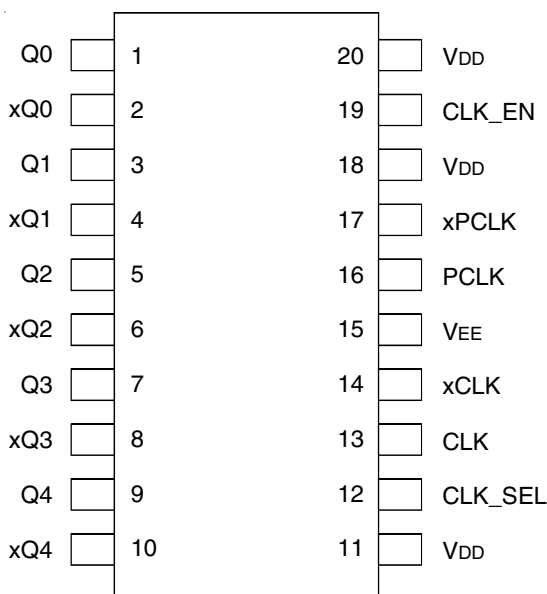 Q0 1 20 VDD
xQ0 2 19 CLK_EN
Q1 3 18 VDD
xQ1 4 17 xPCLK
Q2 5 16 PCLK
xQ2 6 15 VEE
Q3 7 14 xCLK
xQ3 8 13 CLK
Q4 9 12 CLK_SEL
xQ4 10 11 VDD